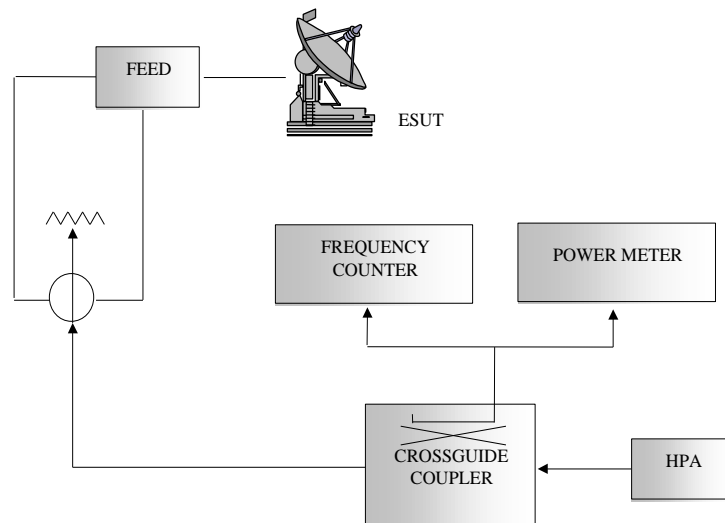 FEED
ESUT
FREQUENCY
COUNTER
POWER METER
CROSSGUIDE
COUPLER
HPA